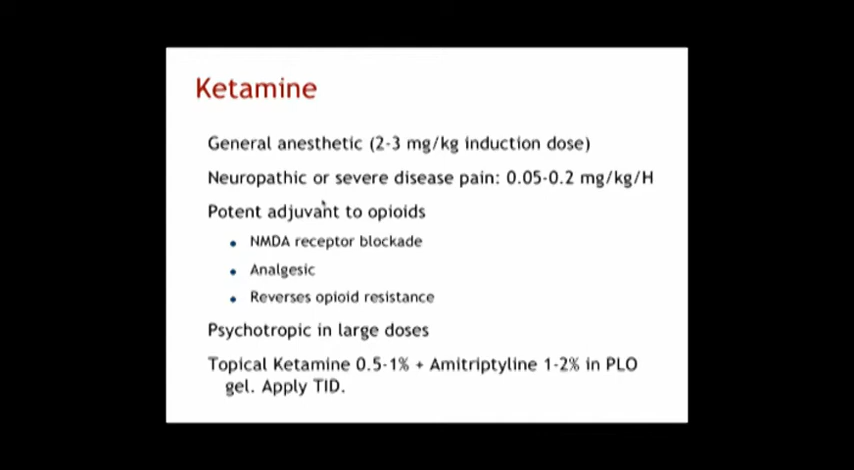 Ketamine
General anesthetic (2-3 mg/kg induction dose)
Neuropathic or severe disease pain: 0.05-0.2 mg/kg/H
Potent adjuvant to opioids
• NMDA receptor blockade
• Analgesic
• Reverses opioid resistance
Psychotropic in large doses
Topical Ketamine 0.5-1% + Amitriptyline 1-2% in PLO
gel. Apply TID.